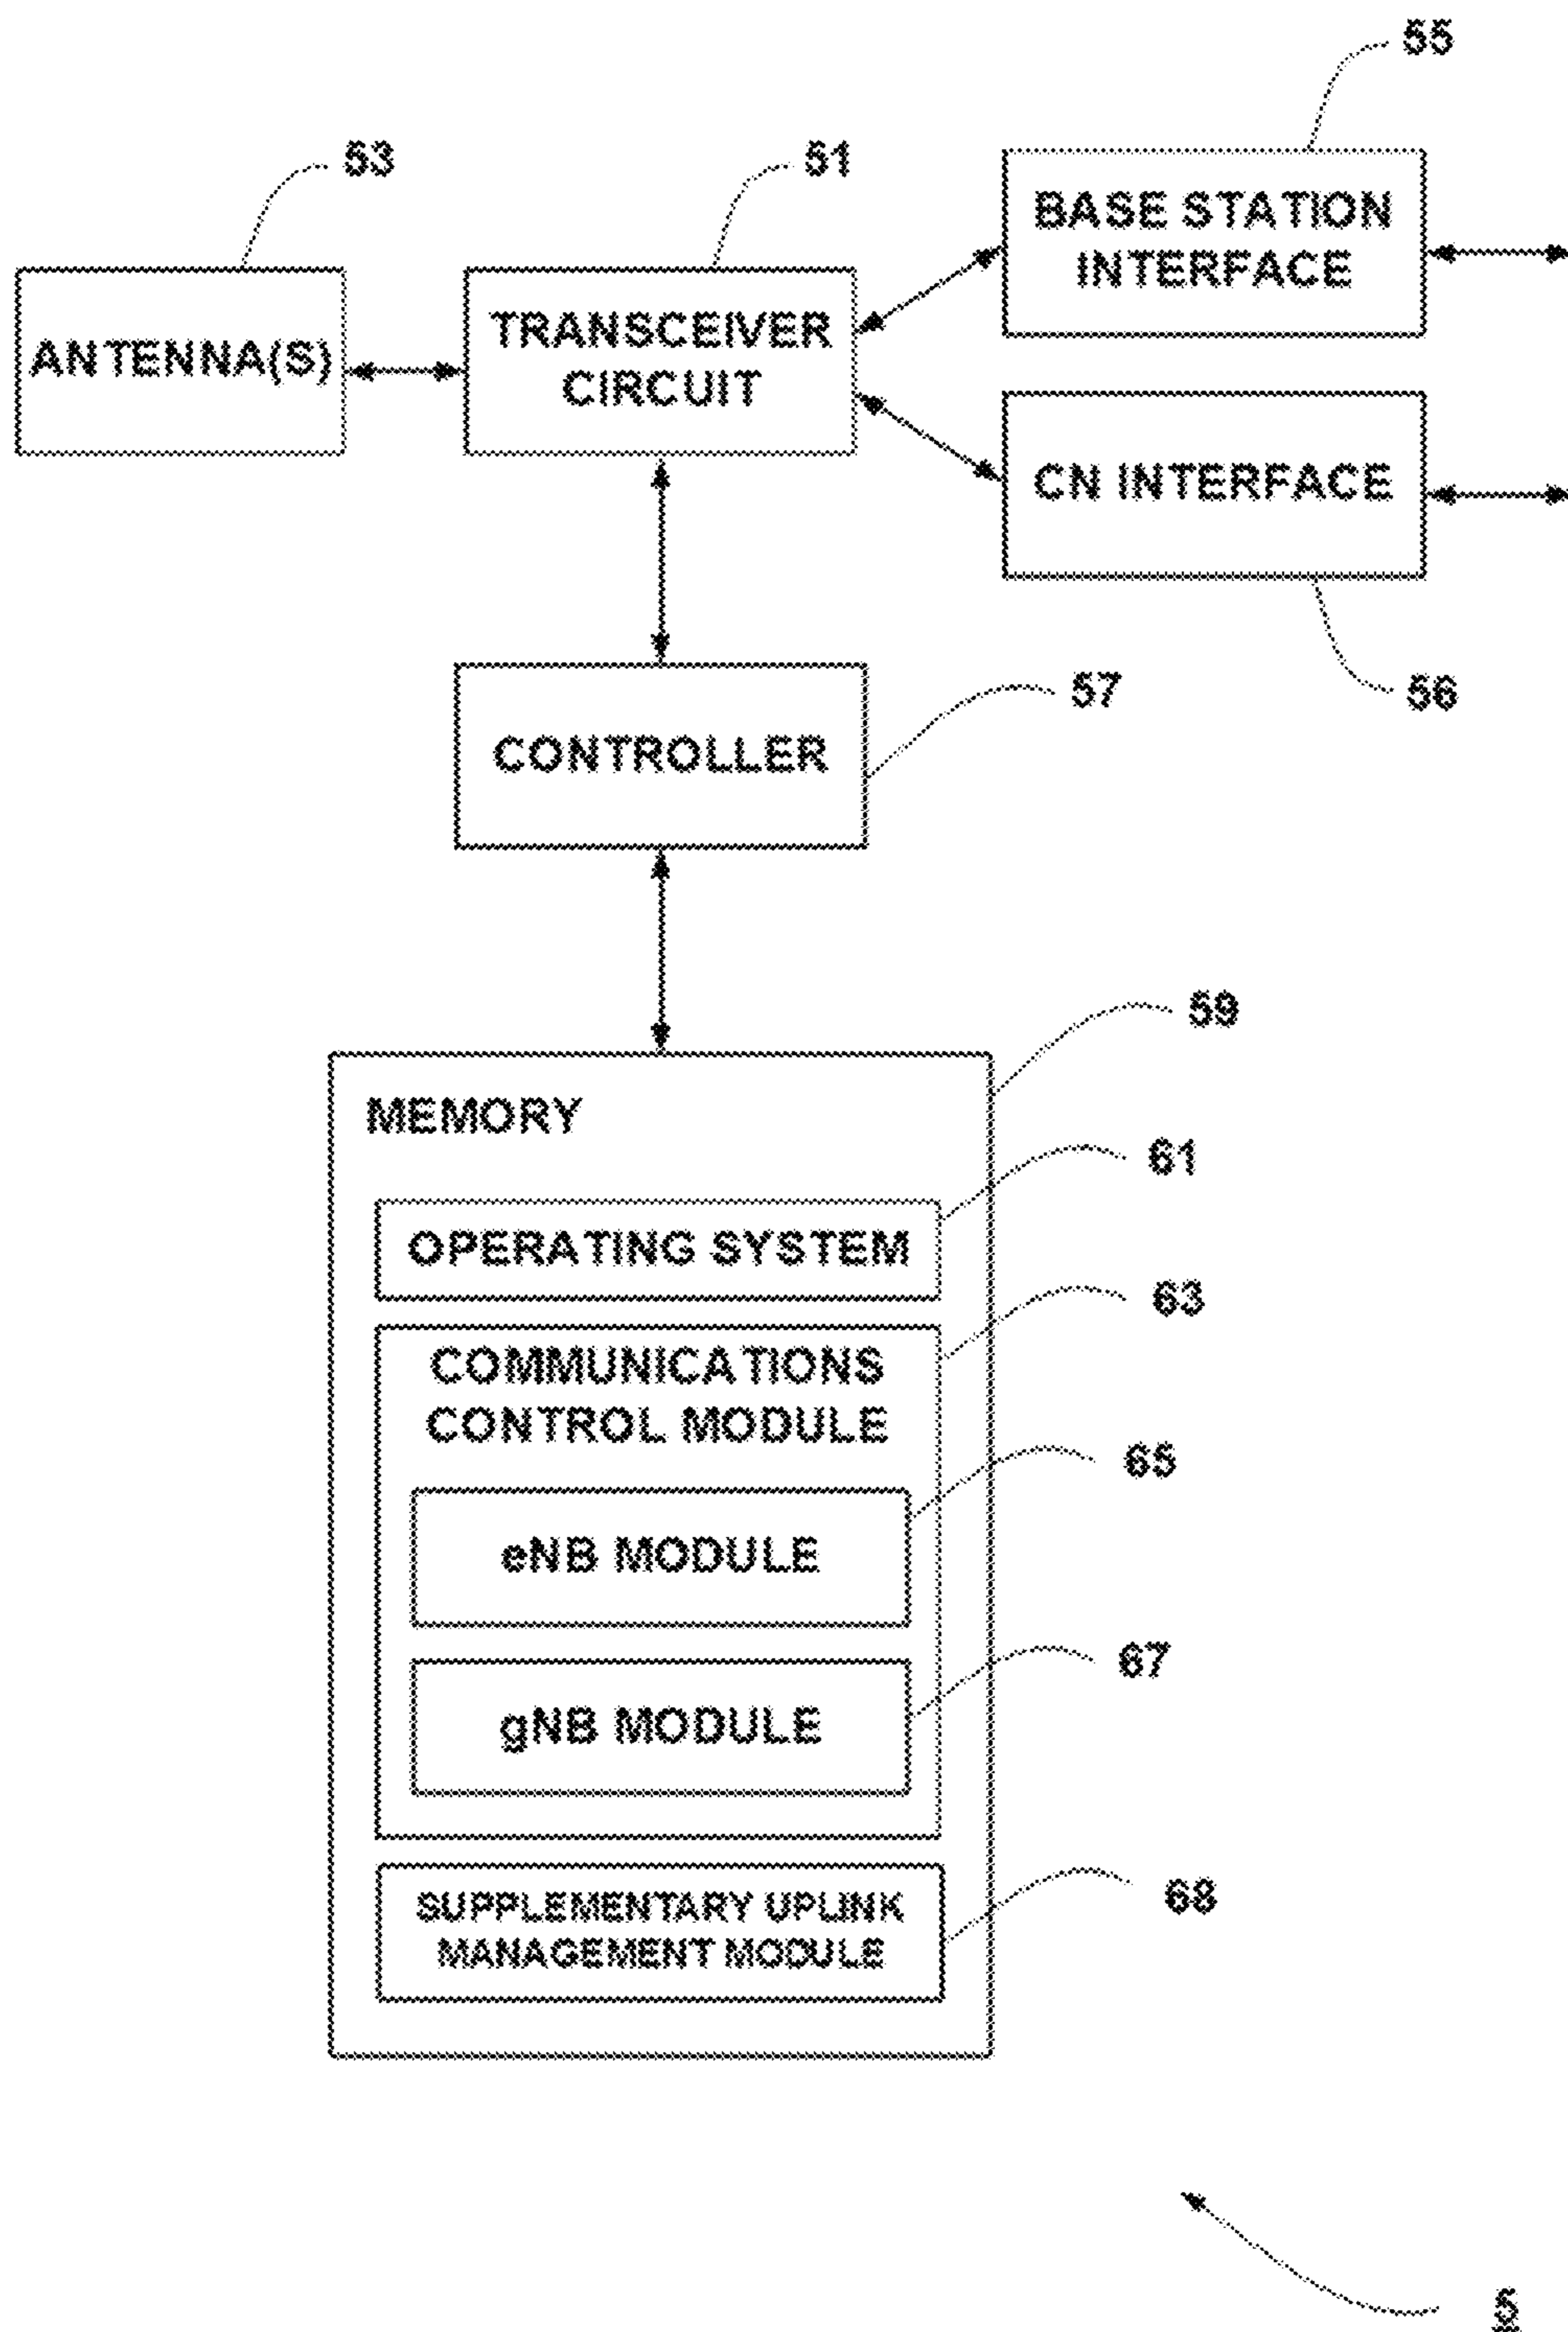 55
53
51
BASE STATION
INTERFACE
ANTENNA(S)
TRANSCEIVER
CIRCUIT
CN INTERFACE
57
56
CONTROLLER
59
MEMORY
61
OPERATING SYSTEM
63
COMMUNICATIONS
CONTROL MODULE
65
eNB MODULE
67
gNB MODULE
68
SUPPLEMENTARY UPLINK
MANAGEMENT MODULE
5